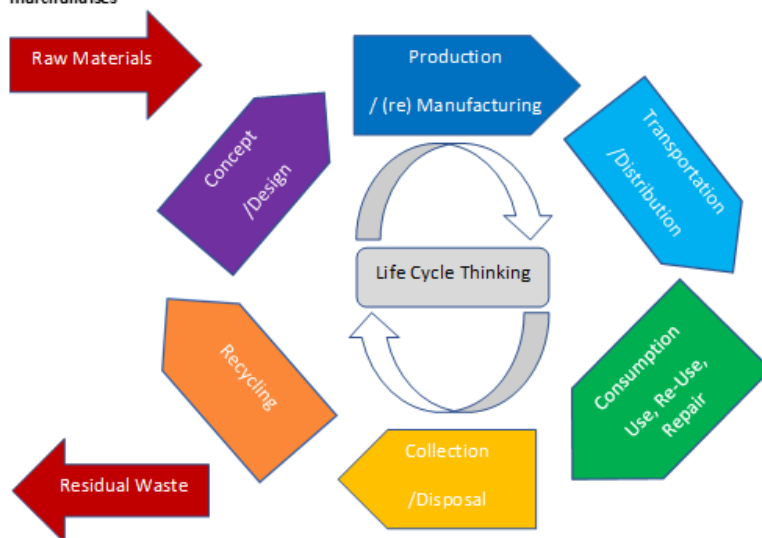 Raw Materials
Production
/ (re) Manufacturing
Transportation
/Distribution
Concept
/Design
Life Cycle Thinking
Consumption
Use, Re-Use,
Repair
Recycling
Collection
/Disposal
Residual Waste